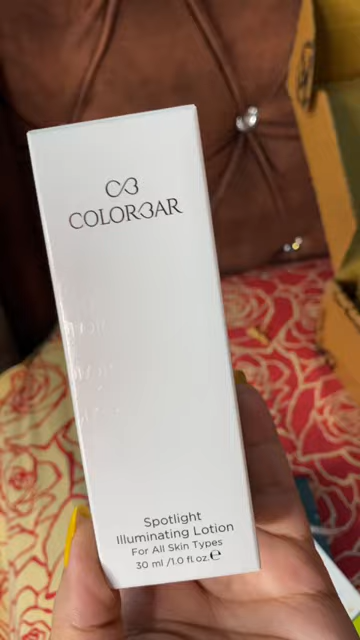 COLORBAR
Spotlight
Illuminating Lotion
For All Skin Types
30 ml /1.0 fl oz.℮